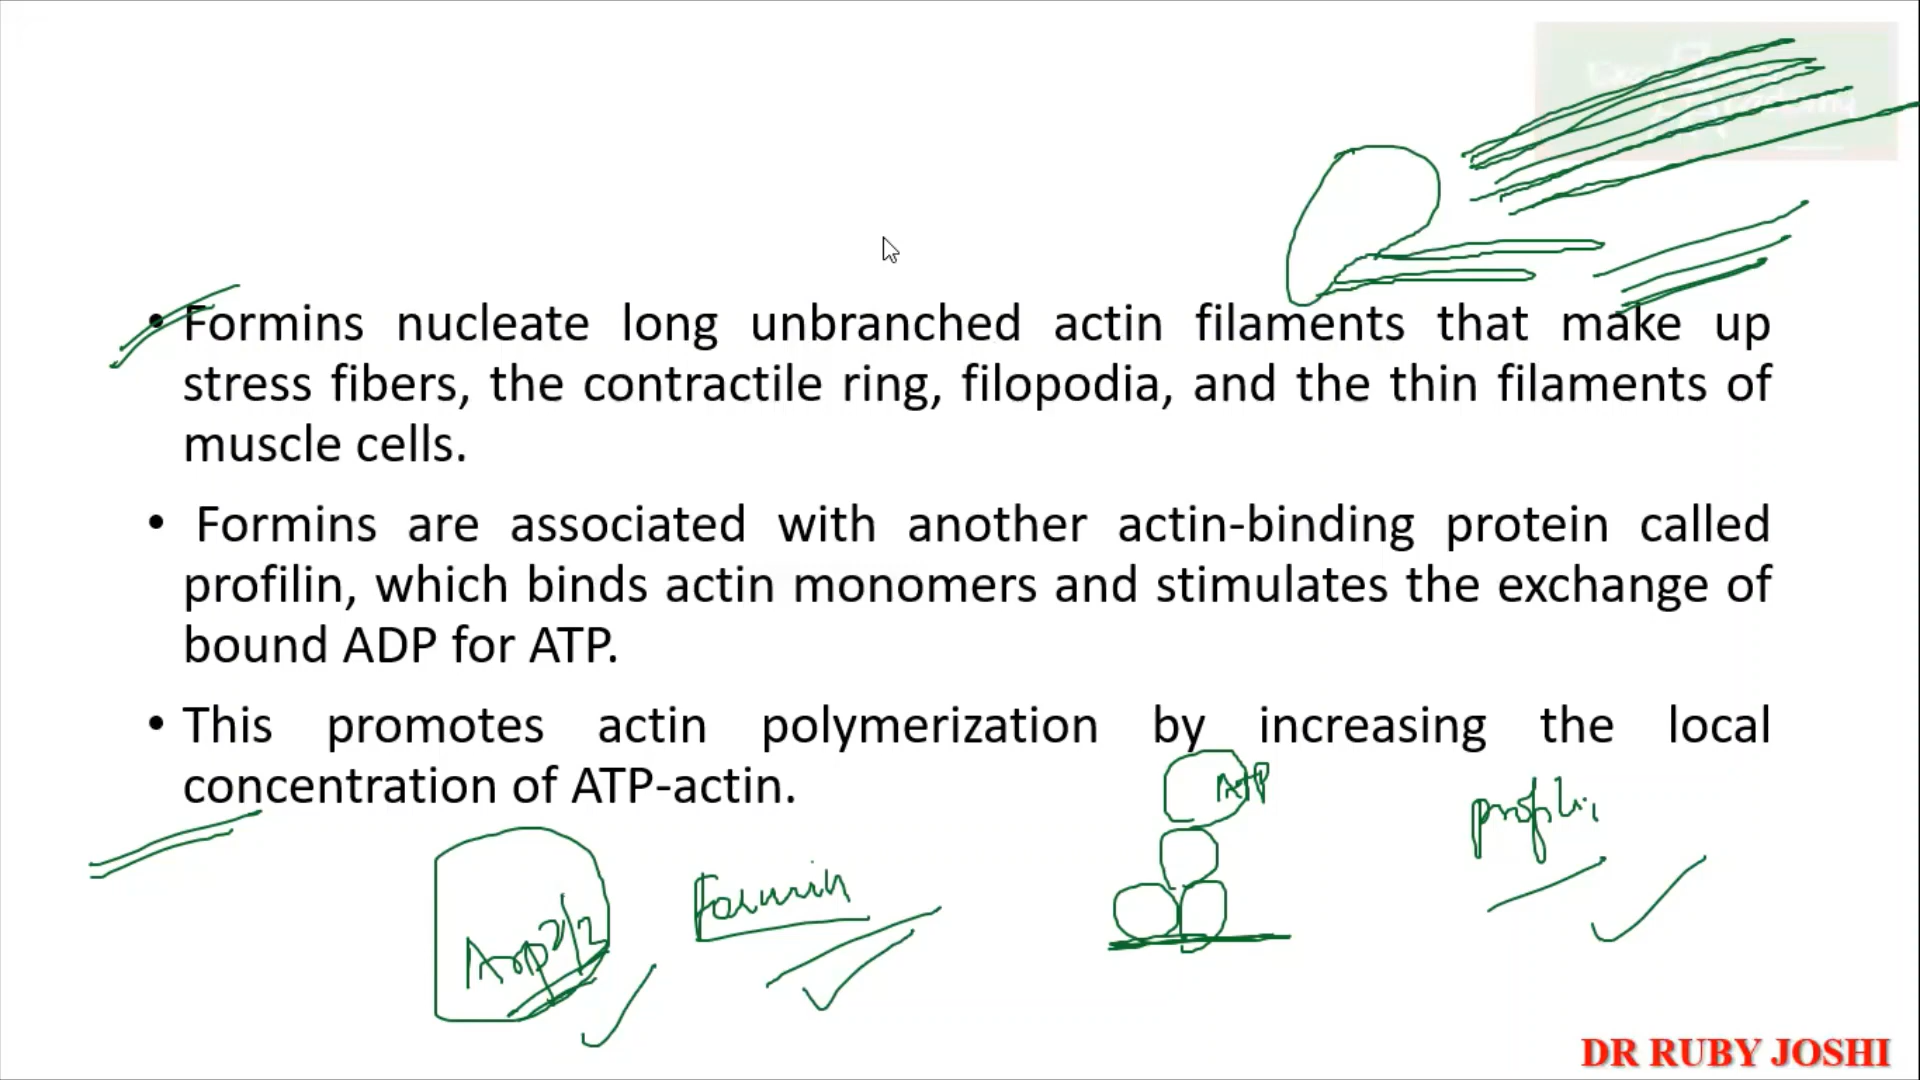 • Formins nucleate long unbranched actin filaments that make up
stress fibers, the contractile ring, filopodia, and the thin filaments of
muscle cells.
• Formins are associated with another actin-binding protein called
profilin, which binds actin monomers and stimulates the exchange of
bound ADP for ATP.
• This promotes actin polymerization by increasing the local
concentration of ATP-actin.
ATP
profilin
Formin
Arp2/3
DR RUBY JOSHI